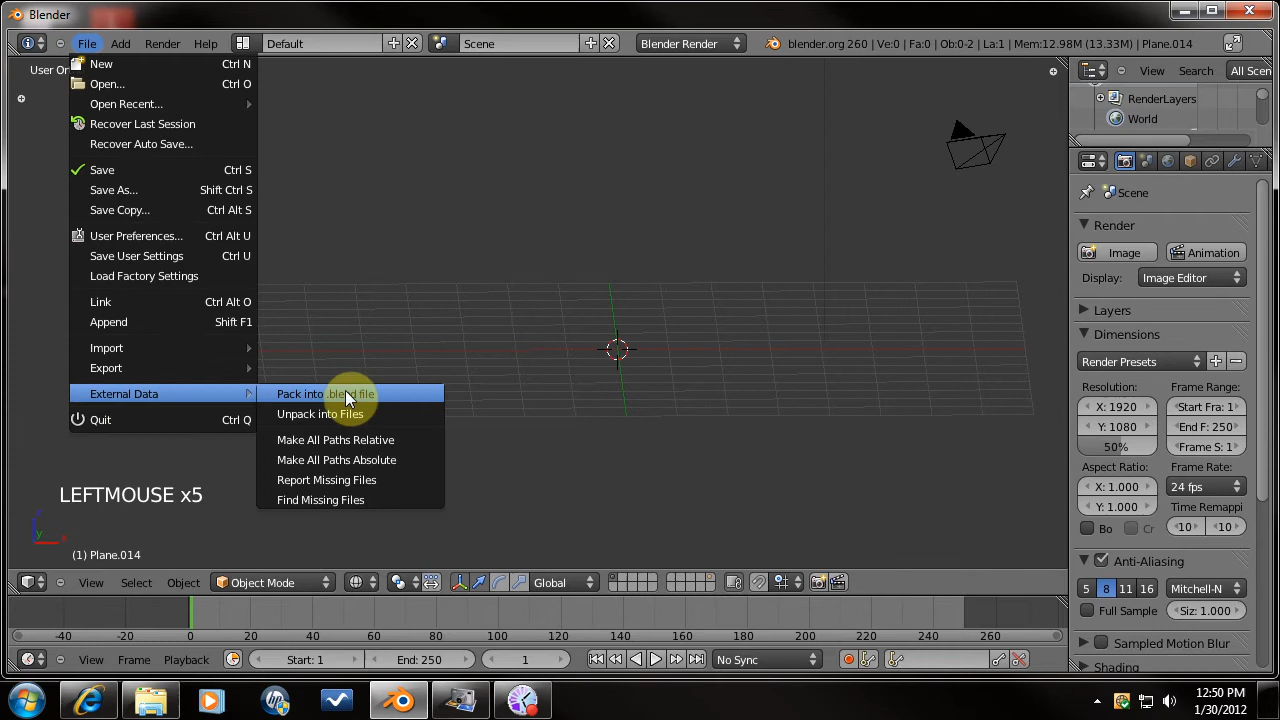 Blender
File Add Render Help Default Scene Blender Render blender.org 260 | Ve:0 | Fa:0 | Ob:0-2 | La:1 | Mem:12.98M (13.33M) | Plane.014
User Or
New Ctrl N
Open... Ctrl O
Open Recent...
Recover Last Session
Recover Auto Save...
Save Ctrl S
Save As... Shift Ctrl S
Save Copy... Ctrl Alt S
User Preferences... Ctrl Alt U
Save User Settings Ctrl U
Load Factory Settings
Link Ctrl Alt O
Append Shift F1
Import
Export
External Data
Quit Ctrl Q
Pack into .blend file
Unpack into Files
Make All Paths Relative
Make All Paths Absolute
Report Missing Files
Find Missing Files
LEFTMOUSE x5
z
y
x
(1) Plane.014
View Select Object Object Mode Global
View Search All Scen
RenderLayers
World
Scene
Render
Image Animation
Display: Image Editor
Layers
Dimensions
Render Presets
Resolution: Frame Range:
X: 1920 Start Fra: 1
Y: 1080 End F: 250
50% Frame S: 1
Aspect Ratio: Frame Rate:
X: 1.000 24 fps
Y: 1.000 Time Remappi
Bo Cr 10 10
Anti-Aliasing
5 8 11 16 Mitchell-N
Full Sample Siz: 1.000
Sampled Motion Blur
Shading
-40 -20 0 20 40 60 80 100 120 140 160 180 200 220 240 260
View Frame Playback Start: 1 End: 250 1 No Sync
12:50 PM
1/30/2012